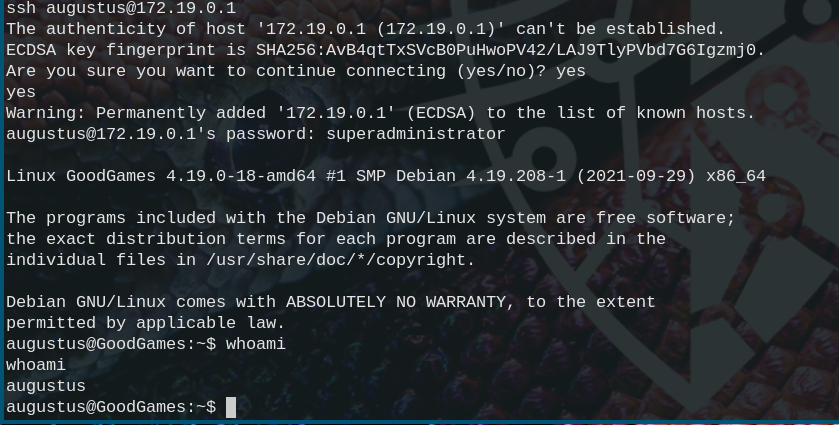 ssh augustus@172.19.0.1
The authenticity of host '172.19.0.1 (172.19.0.1)' can't be established.
ECDSA key fingerprint is SHA256:AvB4qtTxSVcB0PuHwoPV42/LAJ9TlyPVbd7G6Igzmj0.
Are you sure you want to continue connecting (yes/no)? yes
yes
Warning: Permanently added '172.19.0.1' (ECDSA) to the list of known hosts.
augustus@172.19.0.1's password: superadministrator
Linux GoodGames 4.19.0-18-amd64 #1 SMP Debian 4.19.208-1 (2021-09-29) x86_64
The programs included with the Debian GNU/Linux system are free software;
the exact distribution terms for each program are described in the
individual files in /usr/share/doc/*/copyright.
Debian GNU/Linux comes with ABSOLUTELY NO WARRANTY, to the extent
permitted by applicable law.
augustus@GoodGames:~$ whoami
whoami
augustus
augustus@GoodGames:~$